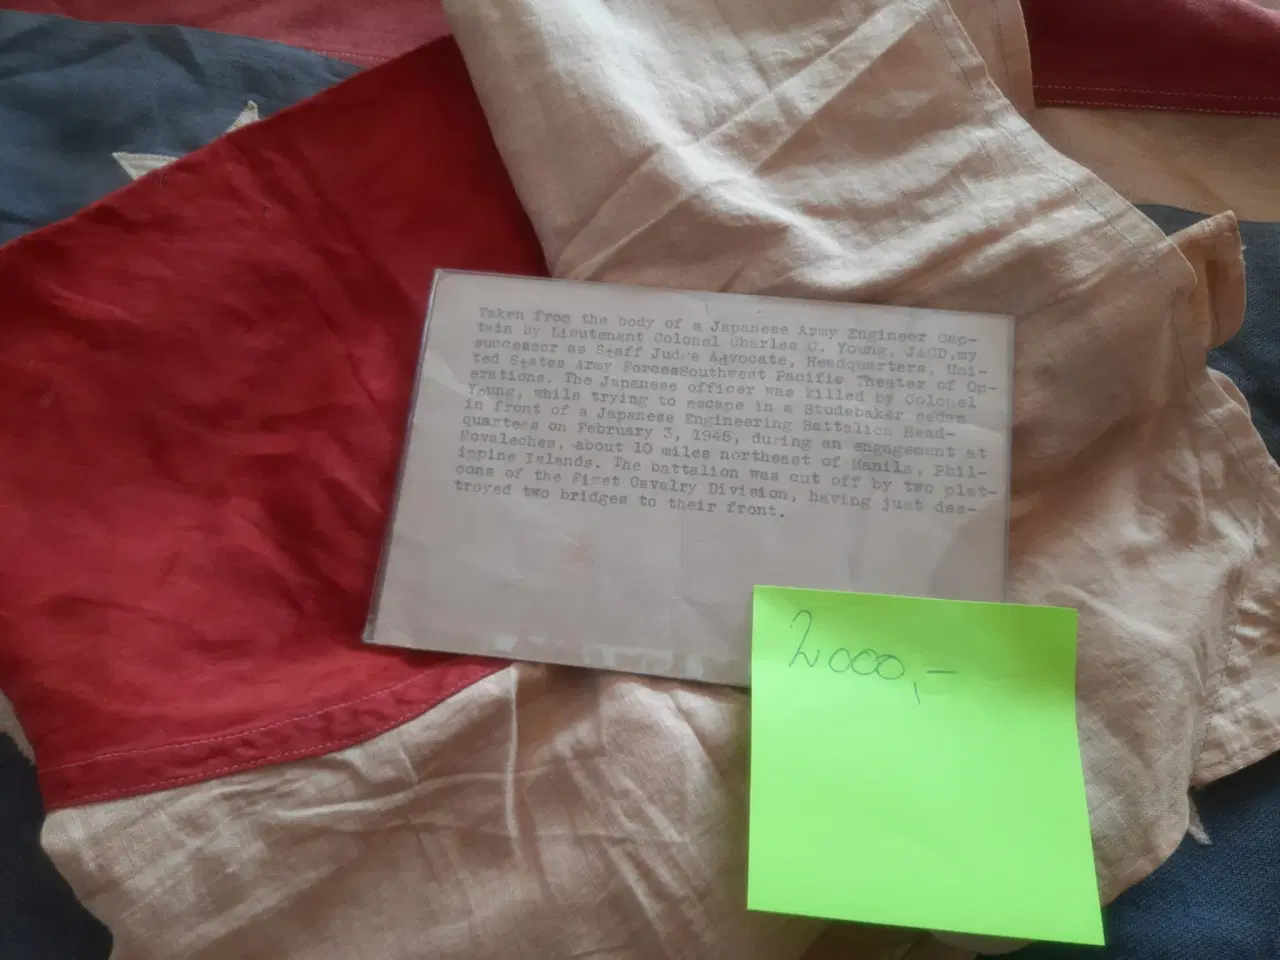 Taken from the body of a Japanese Army Engineer Cap-
tain by Lieutenant Colonel Charles C. Young, JAGD,my
successor as Staff Judge Advocate, Headquarters, Uni-
ted States Army ForcesSouthwest Pacific Theater of Op-
erations. The Japanese officer was killed by Colonel
Young, while trying to escape in a Studebaker sedan
in front of a Japanese Engineering Battalion Head-
quarters on February 3, 1945, during an engagement at
Novaleches, about 10 miles northeast of Manila, Phil-
ippine Islands. The battalion was cut off by two plat-
oons of the First Cavalry Division, having just des-
troyed two bridges to their front.
2000,-